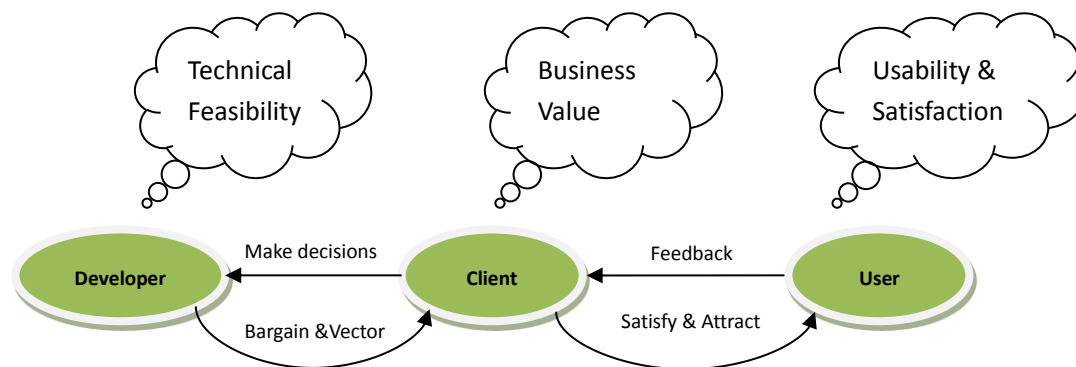 Technical
Feasibility
Business
Value
Usability &
Satisfaction
Make decisions
Feedback
Developer
Client
User
Bargain &Vector
Satisfy & Attract